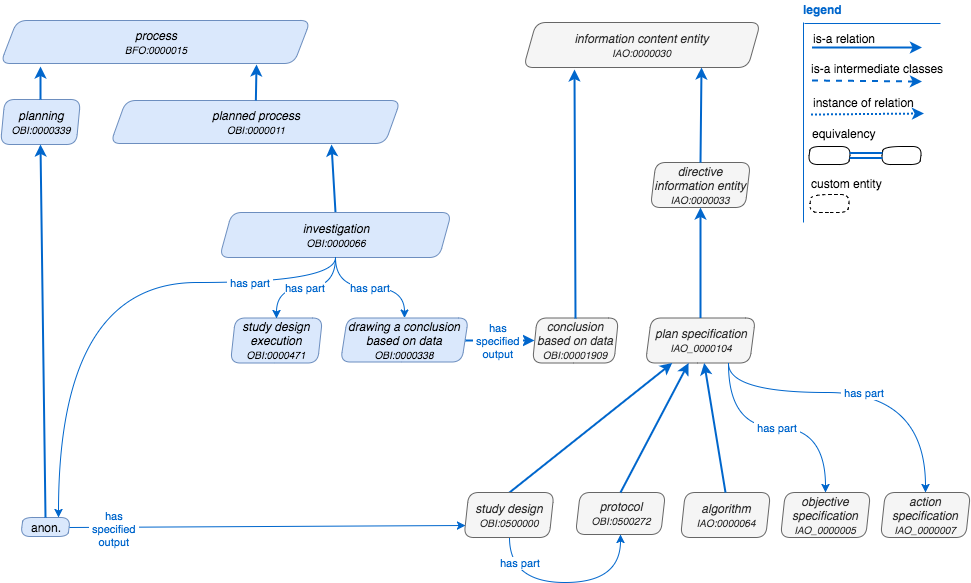 process
BFO:0000015
information content entity
IAO:0000030
legend
is-a relation
is-a intermediate classes
instance of relation
equivalency
custom entity
planning
OBI:0000339
planned process
OBI:0000011
directive
information entity
IAO:0000033
investigation
OBI:0000066
has part
has part
has part
study design
execution
OBI:0000471
drawing a conclusion
based on data
OBI:0000338
has
specified
output
conclusion
based on data
OBI:00001909
plan specification
IAO_0000104
has part
has part
anon.
has
specified
output
study design
OBI:0500000
protocol
OBI:0500272
algorithm
IAO:0000064
objective
specification
IAO_0000005
action
specification
IAO_0000007
has part